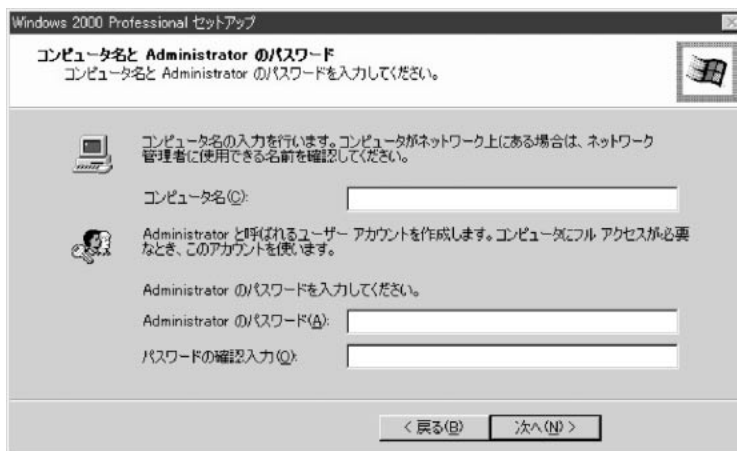 Windows 2000 Professional セットアップ
コンピュータ名と Administrator のパスワード
コンピュータ名と Administrator のパスワードを入力してください。
コンピュータ名の入力を行います。コンピュータがネットワーク上にある場合は、ネットワーク
管理者に使用できる名前を確認してください。
コンピュータ名(C):
Administrator と呼ばれるユーザー アカウントを作成します。コンピュータにフル アクセスが必要
なとき、このアカウントを使います。
Administrator のパスワードを入力してください。
Administrator のパスワード(A):
パスワードの確認入力(O):
< 戻る(B)
次へ(N) >